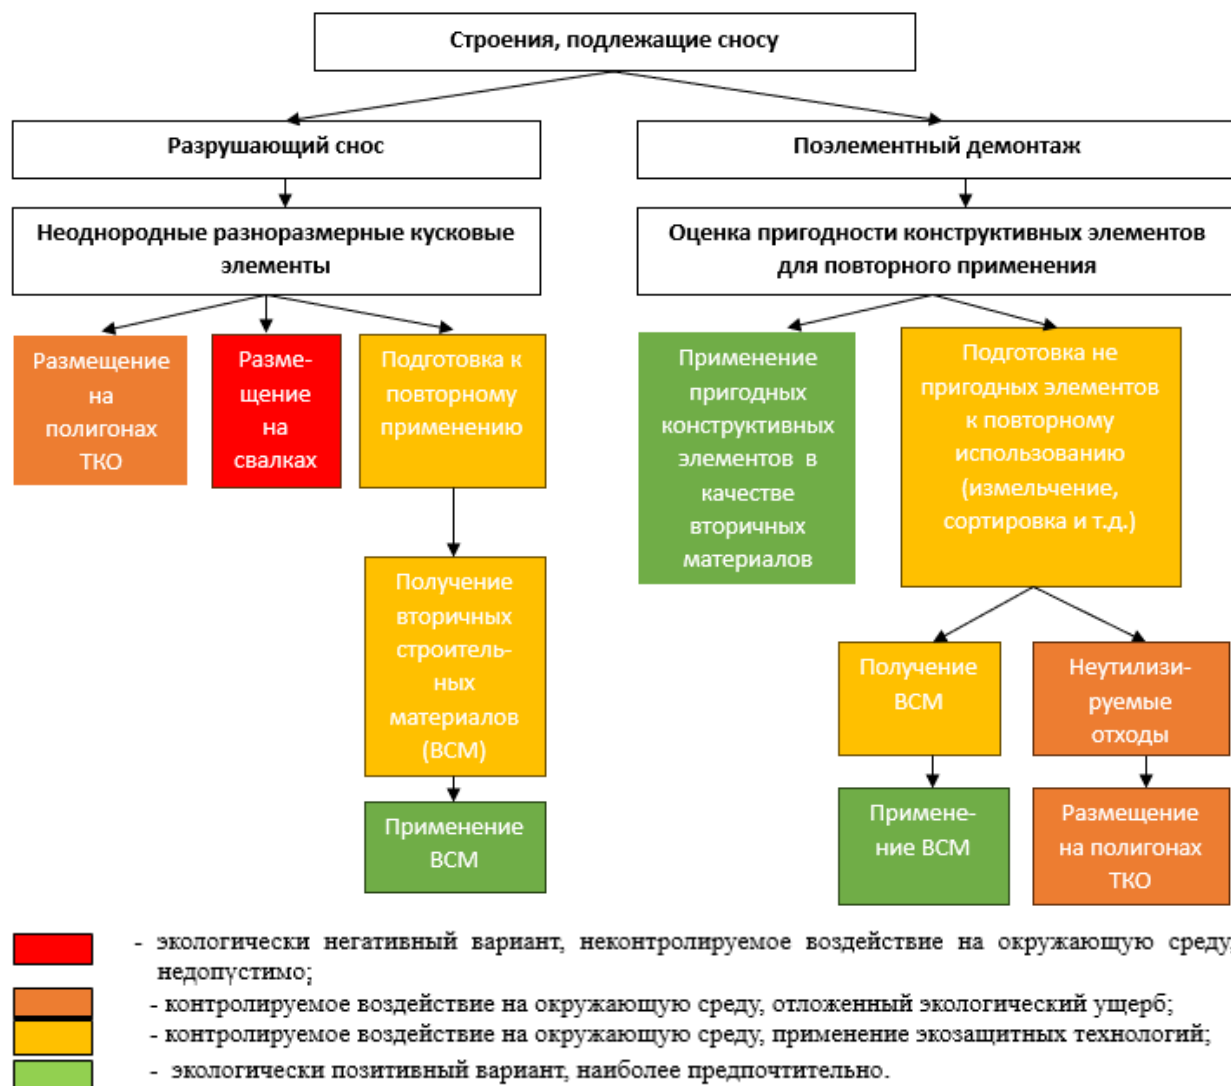 Строения, подлежащие сносу
Разрушающий снос
Поэлементный демонтаж
Неоднородные разноразмерные кусковые
элементы
Оценка пригодности конструктивных элементов
для повторного применения
Размещение
на
полигонах
ТКО
Разме-
щение
на
свалках
Подготовка к
повторному
применению
Применение
пригодных
конструктивных
элементов в
качестве
вторичных
материалов
Подготовка не
пригодных элементов
к повторному
использованию
(измельчение,
сортировка и т.д.)
Получение
вторичных
строитель-
ных
материалов
(ВСМ)
Получение
ВСМ
Неутилизи-
руемые
отходы
Применение
ВСМ
Примене-
ние ВСМ
Размещение
на полигонах
ТКО
- экологически негативный вариант, неконтролируемое воздействие на окружающую среду,
недопустимо;
- контролируемое воздействие на окружающую среду, отложенный экологический ущерб;
- контролируемое воздействие на окружающую среду, применение экозащитных технологий;
- экологически позитивный вариант, наиболее предпочтительно.